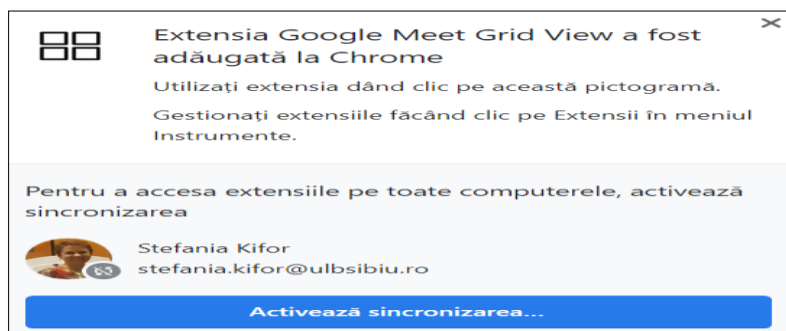 Extensia Google Meet Grid View a fost
adăugată la Chrome
Utilizați extensia dând clic pe această pictogramă.
Gestionați extensiile făcând clic pe Extensii în meniul
Instrumente.
Pentru a accesa extensiile pe toate computerele, activează
sincronizarea
Stefania Kifor
stefania.kifor@ulbsibiu.ro
Activează sincronizarea...